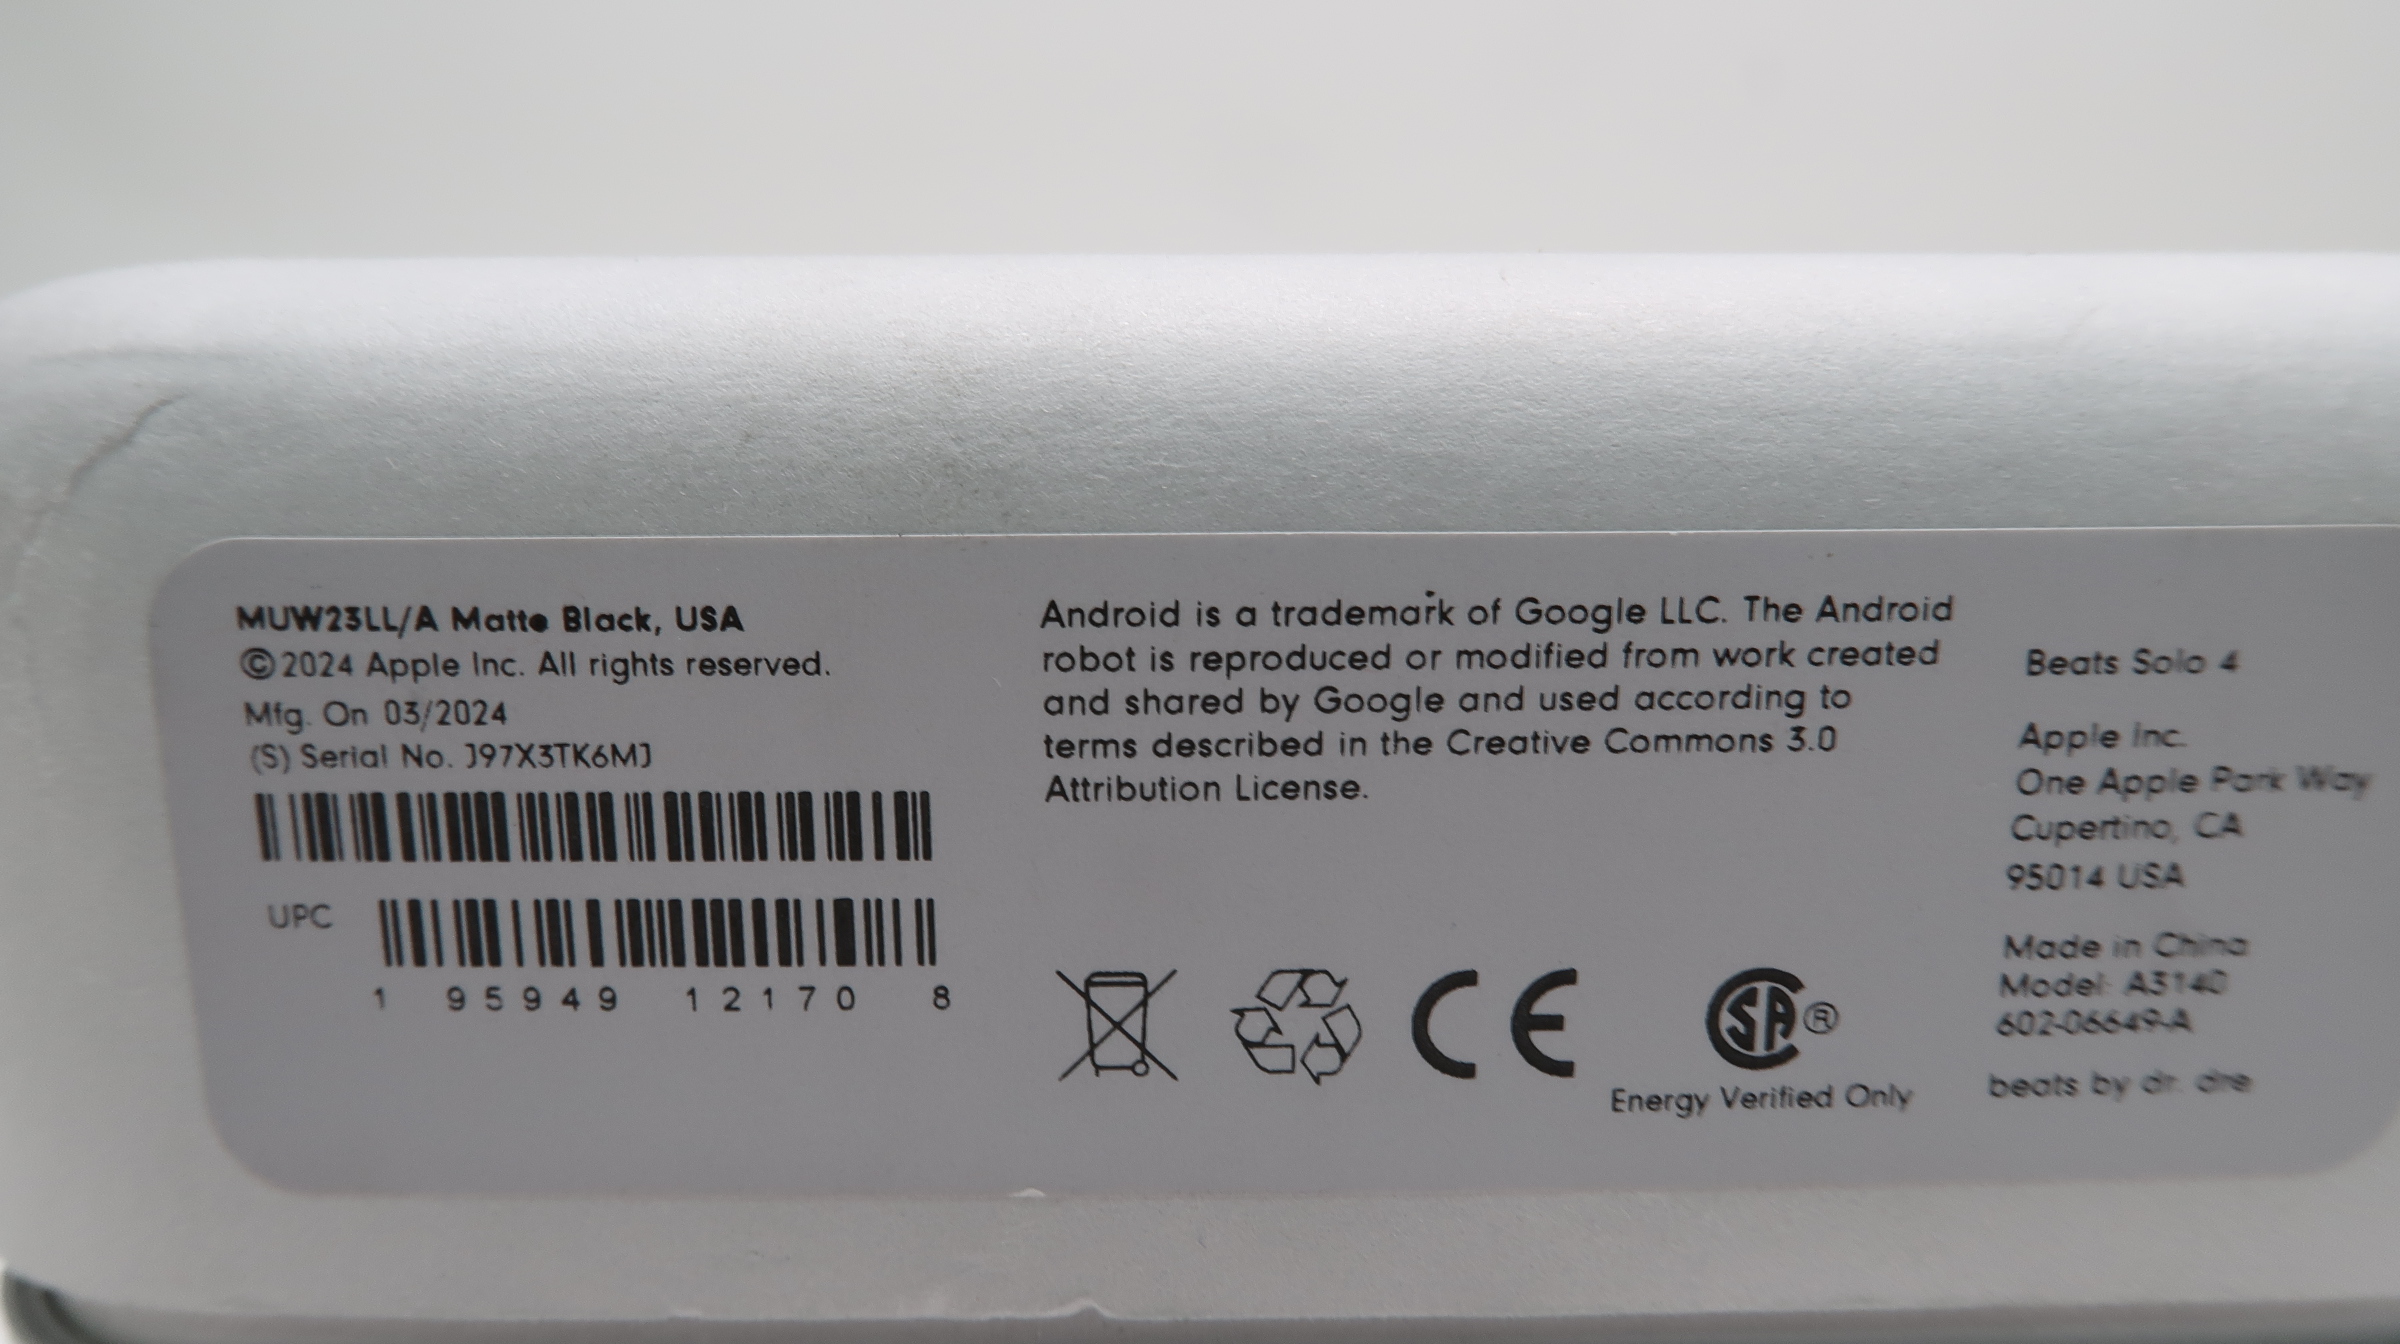 MUW23LL/A Matte Black, USA
©2024 Apple Inc. All rights reserved.
Mfg. On 03/2024
(S) Serial No. J97X3TK6MJ
UPC
1 95949 12170 8
Android is a trademark of Google LLC. The Android
robot is reproduced or modified from work created
and shared by Google and used according to
terms described in the Creative Commons 3.0
Attribution License.
CE
SA®
Energy Verified Only
Beats Solo 4
Apple Inc.
One Apple Park Way
Cupertino, CA
95014 USA
Made in China
Model: A3140
602-06649-A
beats by dr. dre